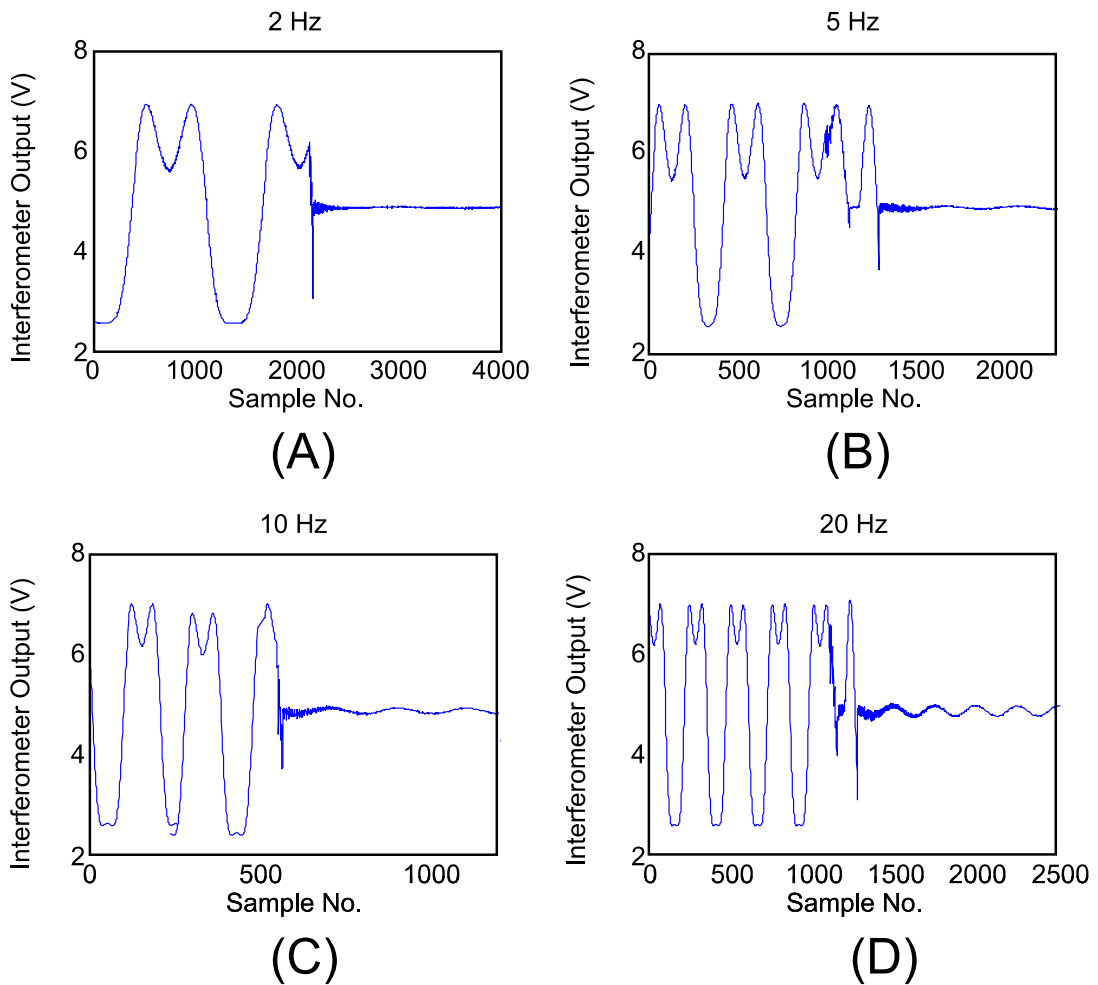 2 Hz
Interferometer Output (V)
8
6
4
2
0 1000 2000 3000 4000
Sample No.
(A)
5 Hz
Interferometer Output (V)
8
6
4
2
0 500 1000 1500 2000
Sample No.
(B)
10 Hz
Interferometer Output (V)
8
6
4
2
0 500 1000
Sample No.
(C)
20 Hz
Interferometer Output (V)
8
6
4
2
0 500 1000 1500 2000 2500
Sample No.
(D)